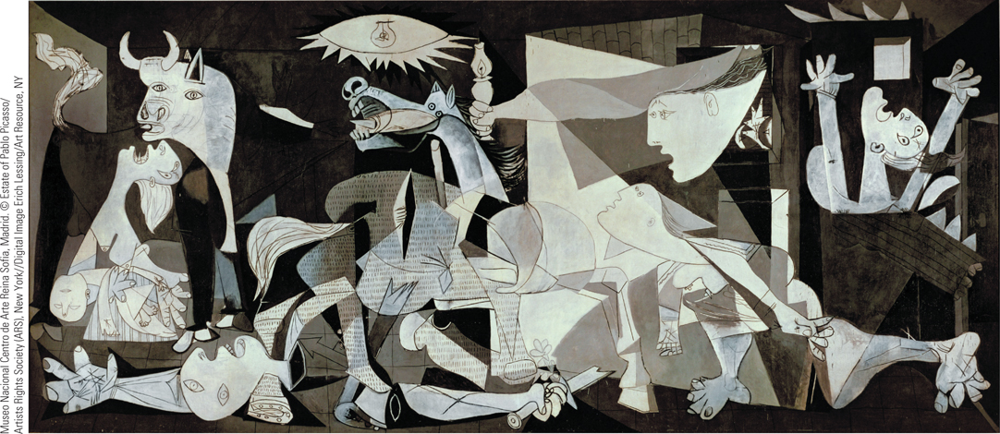 Museo Nacional Centro de Arte Reina Sofia, Madrid. © Estate of Pablo Picasso/
Artists Rights Society (ARS), New York//Digital Image Erich Lessing/Art Resource, NY